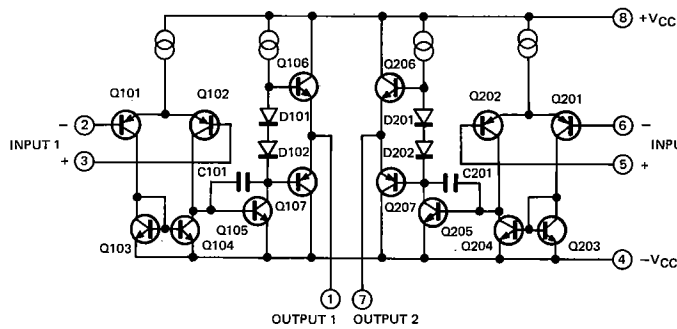 8 +VCC
Q106 Q206
Q101 Q102 Q202 Q201
D101 D201
2 − − 6
INPUT 1 INPUT
+ 3 5 +
D102 D202
C101 C201
Q107 Q207
Q105 Q205
Q103 Q104 Q204 Q203
4 −VCC
1 7
OUTPUT 1 OUTPUT 2